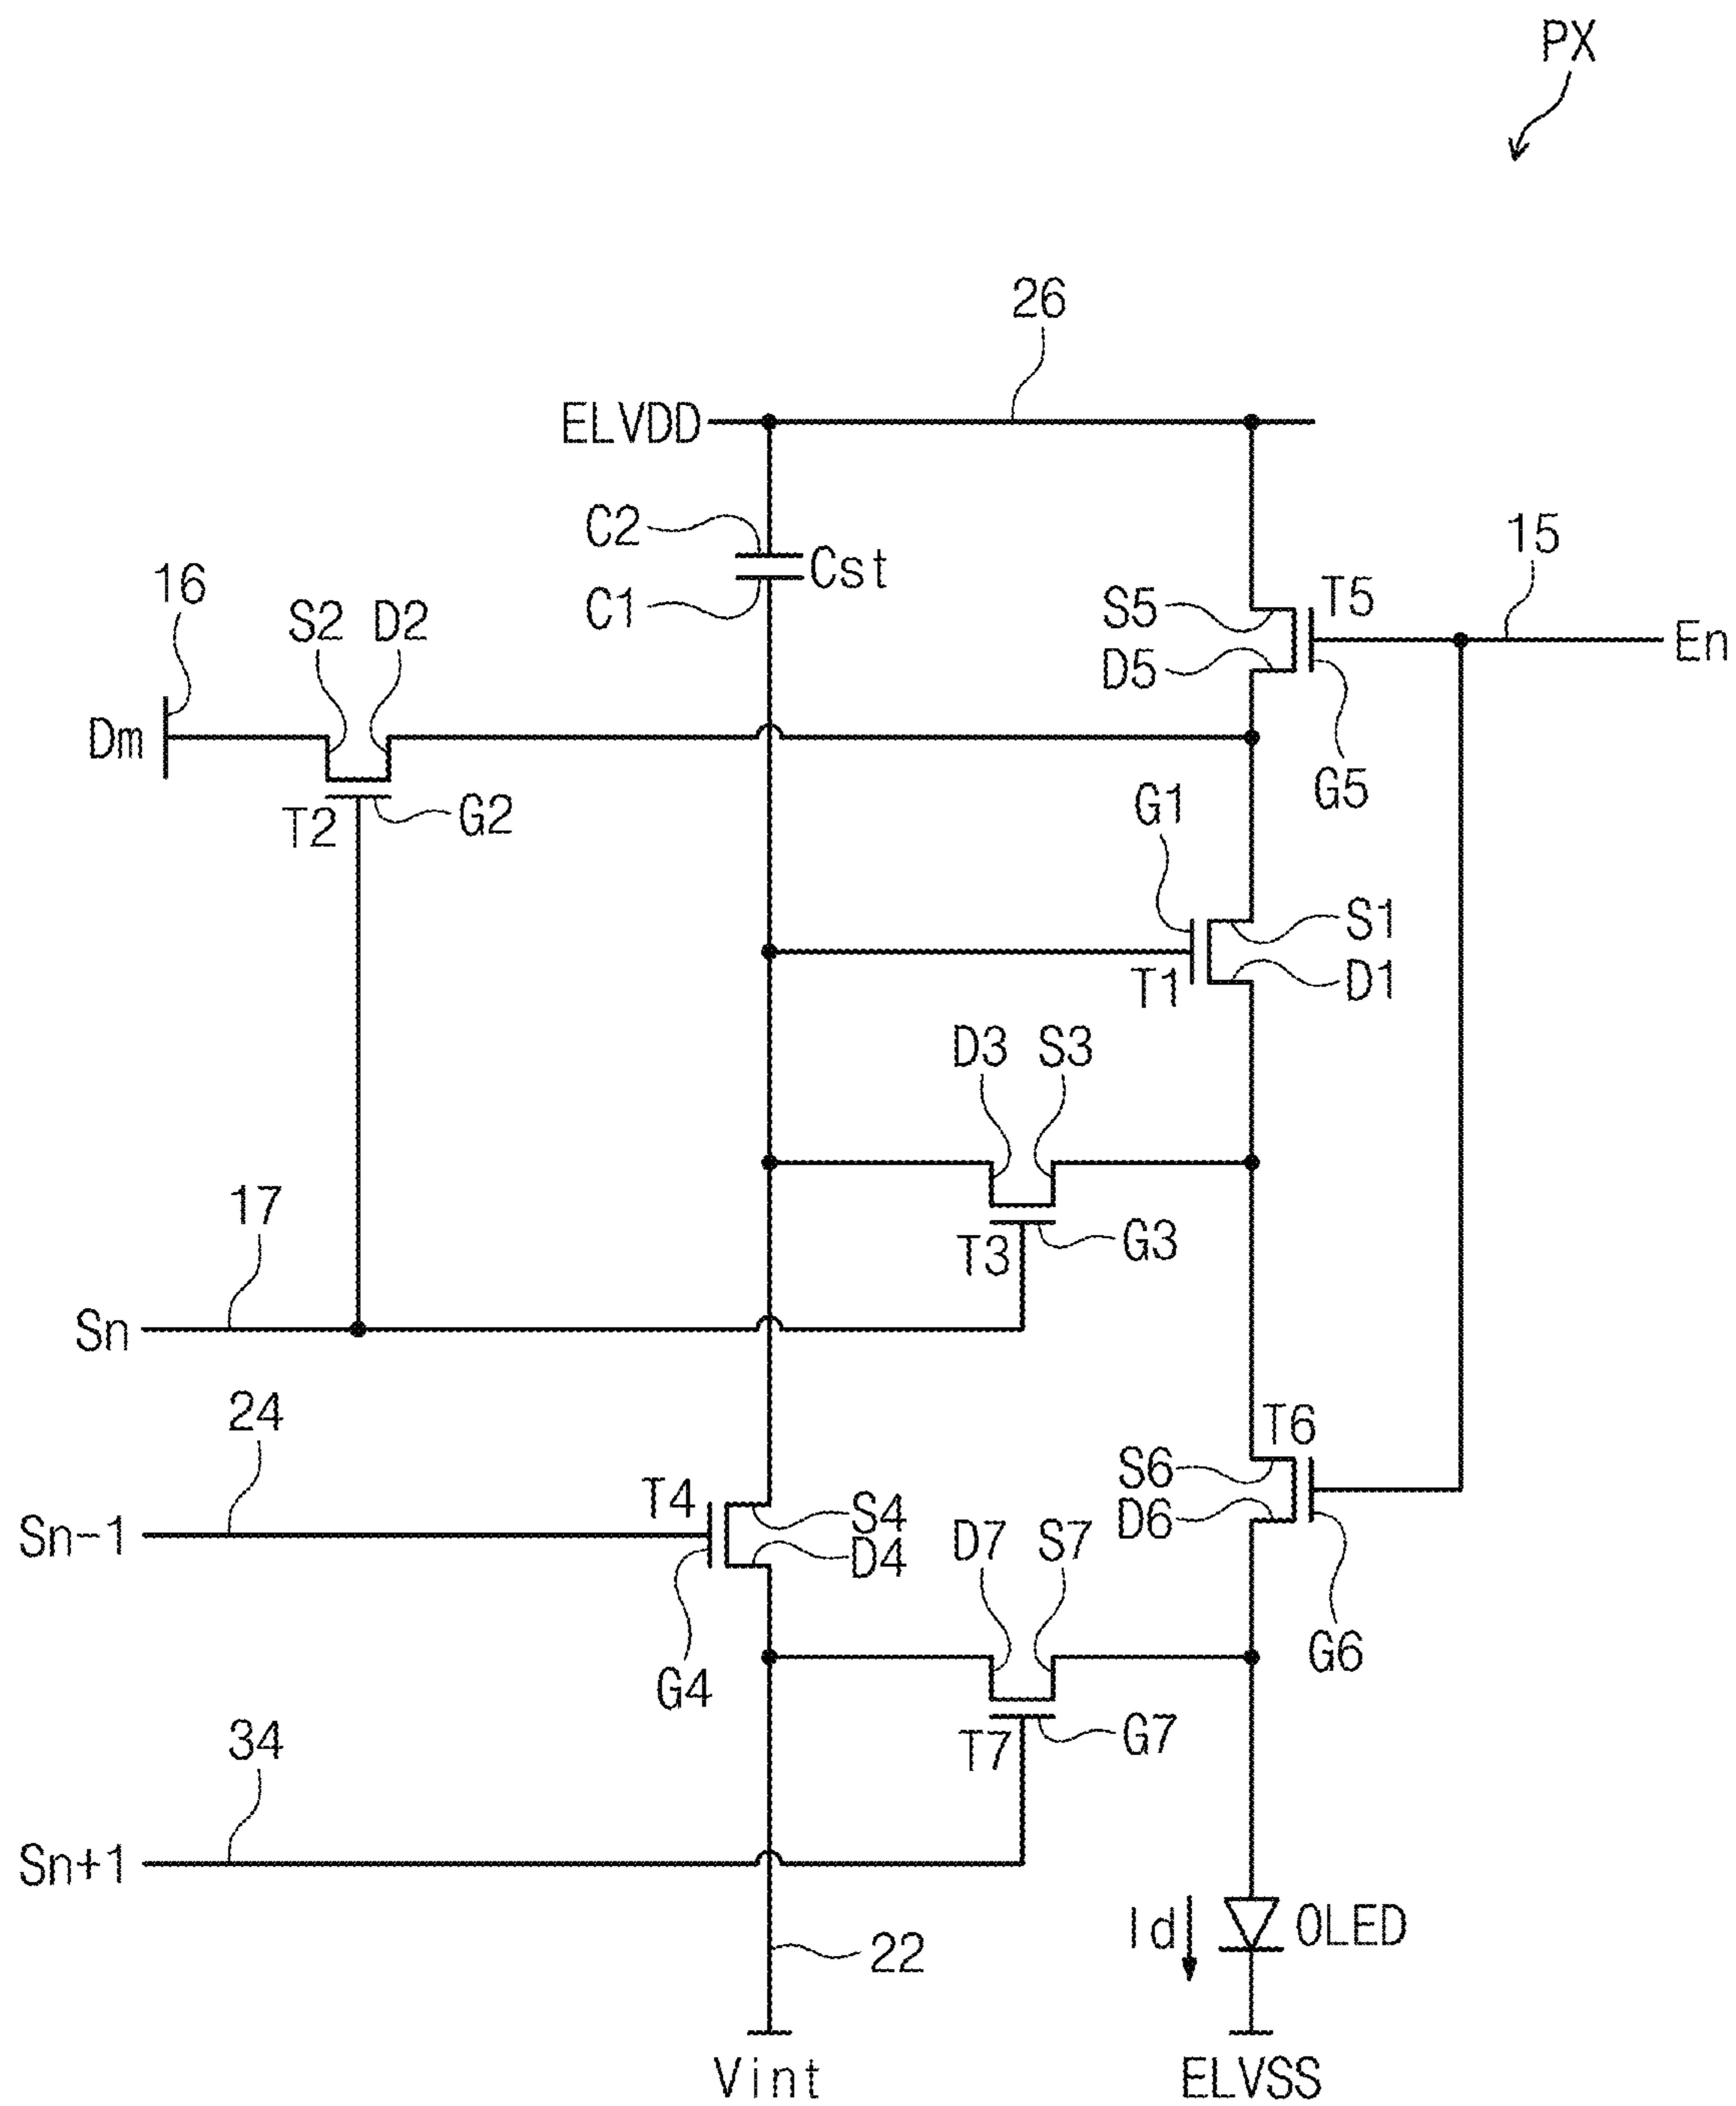 PX
26
ELVDD
C2
Cst
C1
16
S2 D2
15
T5
S5
D5
En
Dm
G5
G1
T2
G2
S1
T1
D1
D3 S3
17
G3
T3
Sn
24
T6
S6
D6
T4
S4
D4
Sn-1
D7 S7
G6
G4
34
G7
T7
Sn+1
Id
OLED
22
Vint
ELVSS